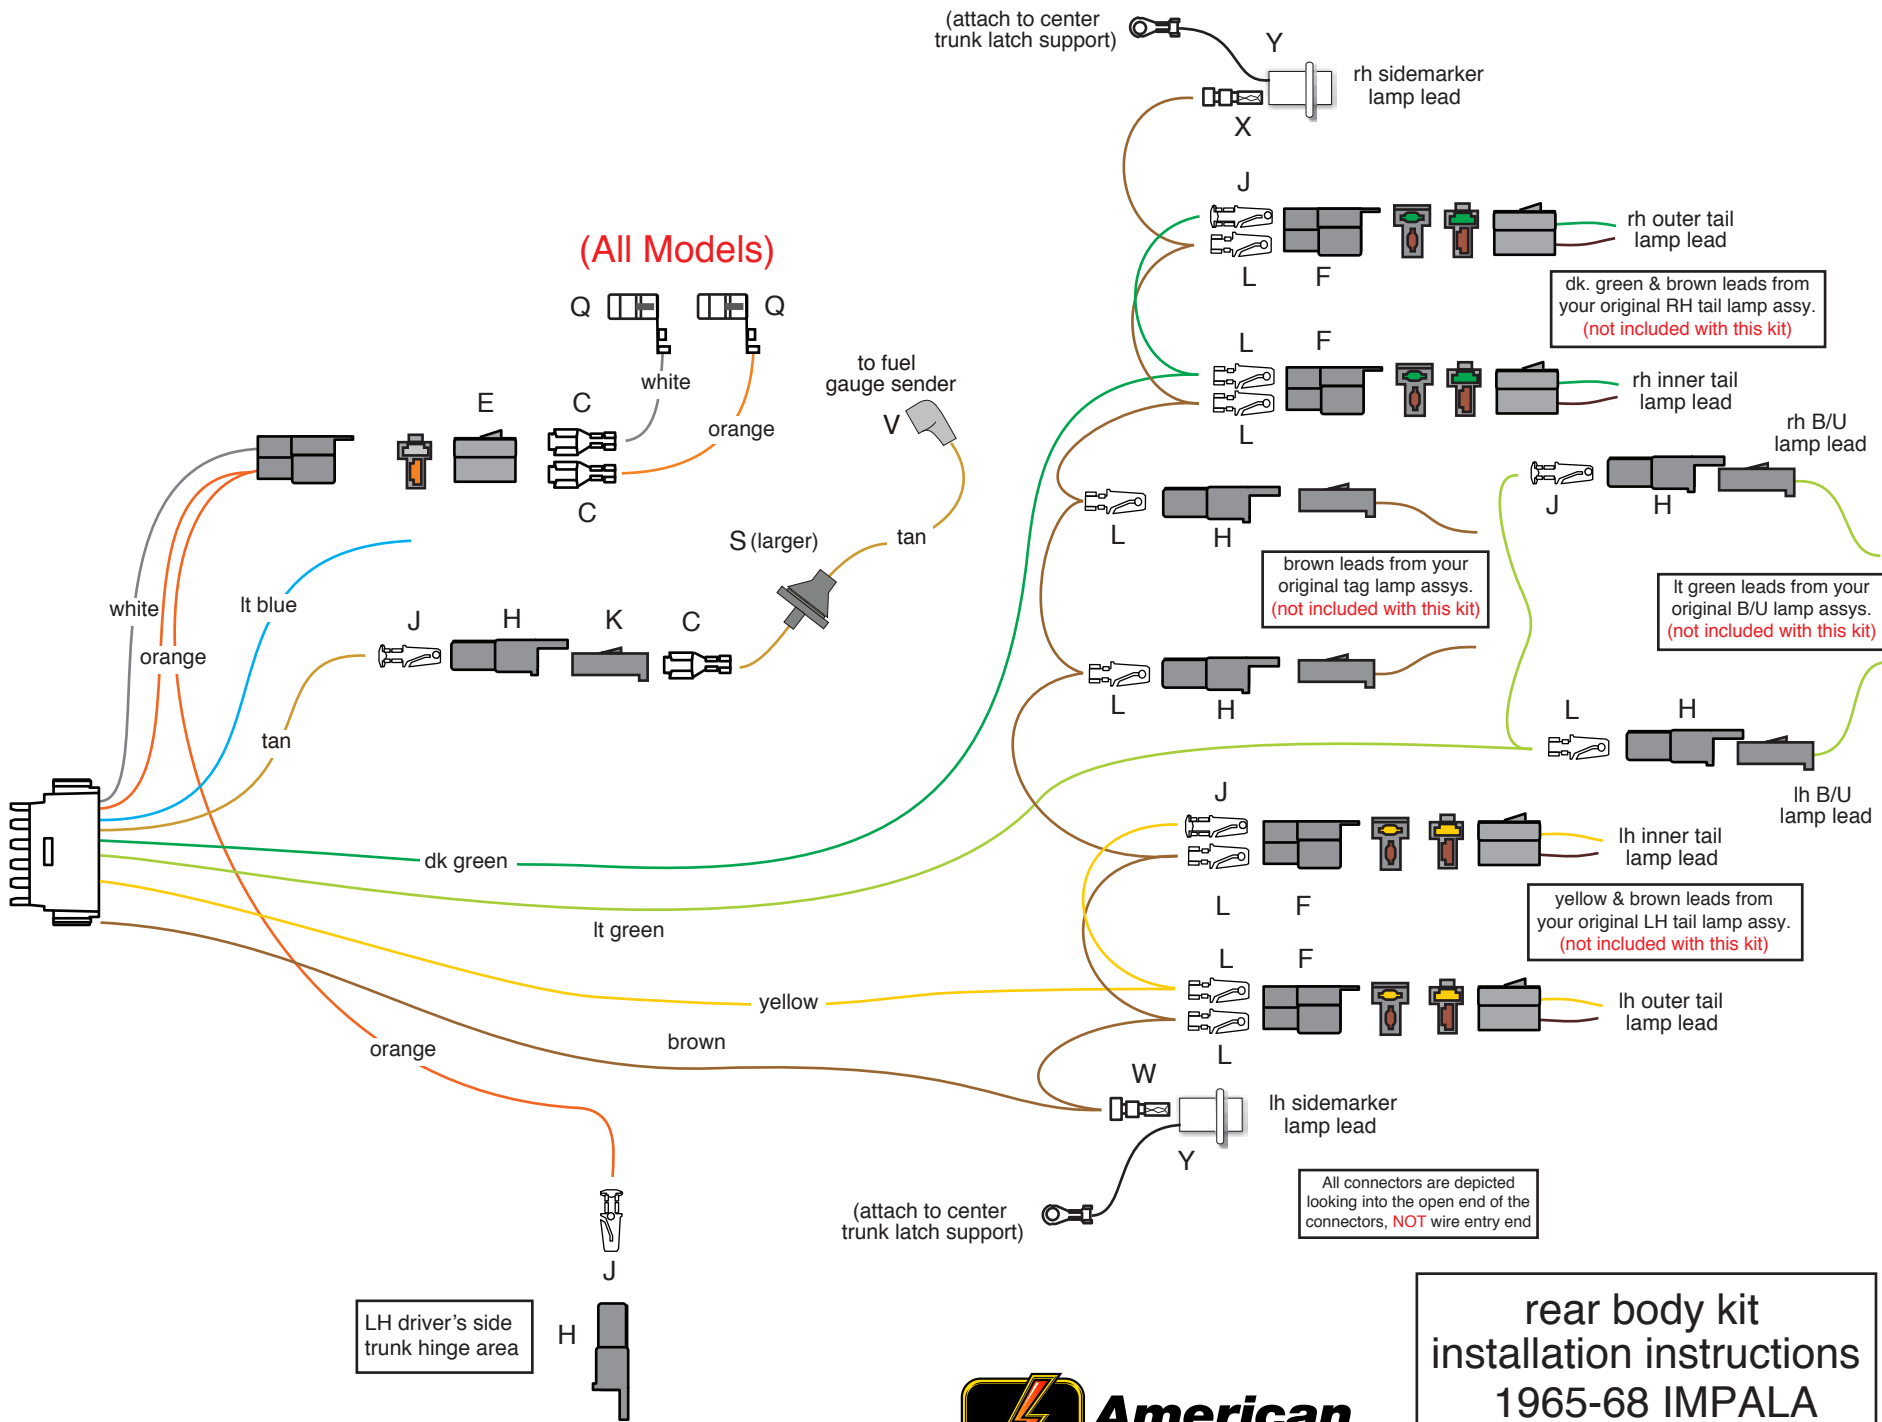 (attach to center
trunk latch support)
Y
rh sidemarker
lamp lead
X
J
rh outer tail
lamp lead
L
F
dk. green & brown leads from
your original RH tail lamp assy.
(not included with this kit)
(All Models)
Q
Q
white
orange
to fuel
gauge sender
V
E
C
C
L
F
rh inner tail
lamp lead
L
rh B/U
lamp lead
J
H
S (larger)
tan
L
H
brown leads from your
original tag lamp assys.
(not included with this kit)
lt green leads from your
original B/U lamp assys.
(not included with this kit)
white
lt blue
orange
J
H
K
C
tan
L
H
L
H
lh B/U
lamp lead
J
lh inner tail
lamp lead
dk green
L
F
yellow & brown leads from
your original LH tail lamp assy.
(not included with this kit)
lt green
L
F
yellow
lh outer tail
lamp lead
brown
orange
L
W
lh sidemarker
lamp lead
Y
All connectors are depicted
looking into the open end of the
connectors, NOT wire entry end
(attach to center
trunk latch support)
J
LH driver's side
trunk hinge area
H
rear body kit
installation instructions
1965-68 IMPALA
American